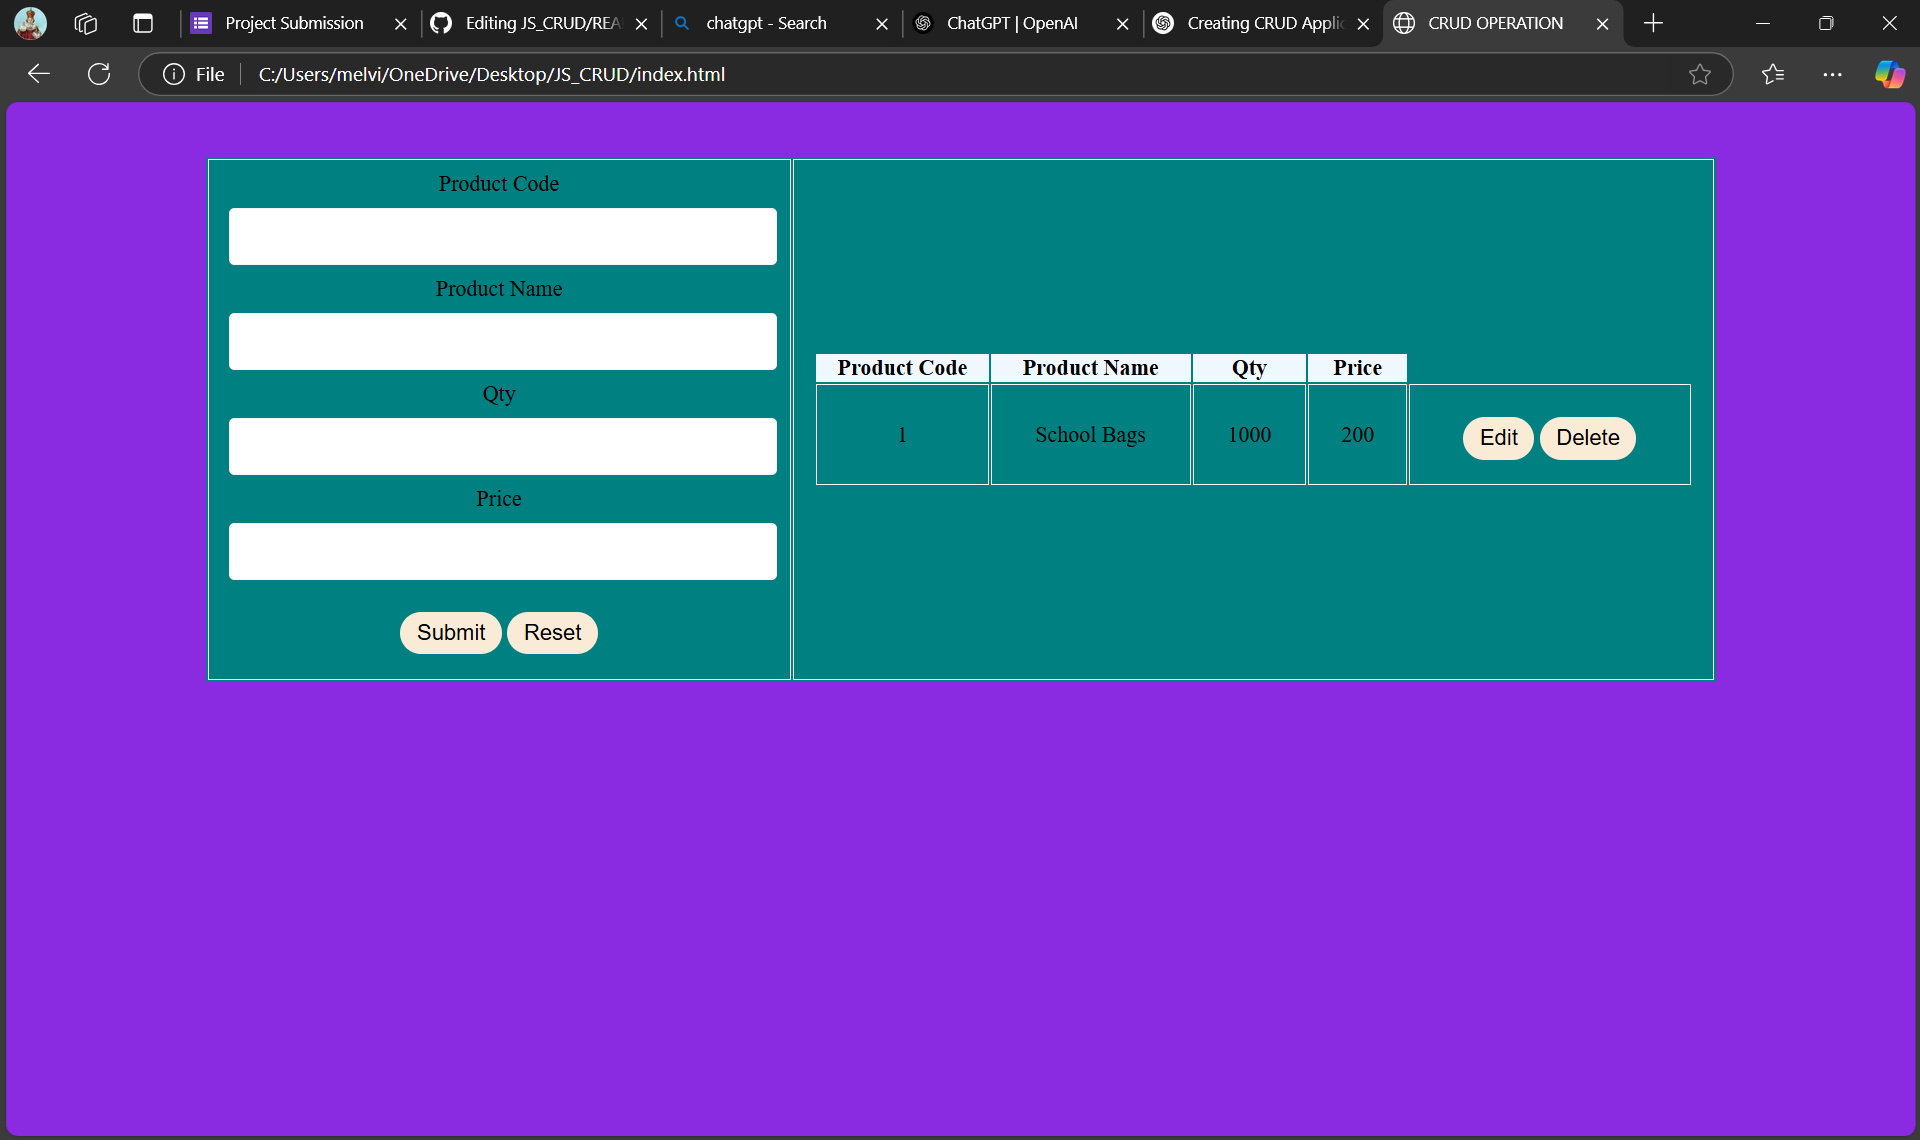 Project Submission
Editing JS_CRUD/REA
chatgpt - Search
ChatGPT | OpenAI
Creating CRUD Applic
CRUD OPERATION
File
C:/Users/melvi/OneDrive/Desktop/JS_CRUD/index.html
Product Code
Product Name
Qty
Price
Submit Reset
Product Code Product Name Qty Price
1 School Bags 1000 200 Edit Delete